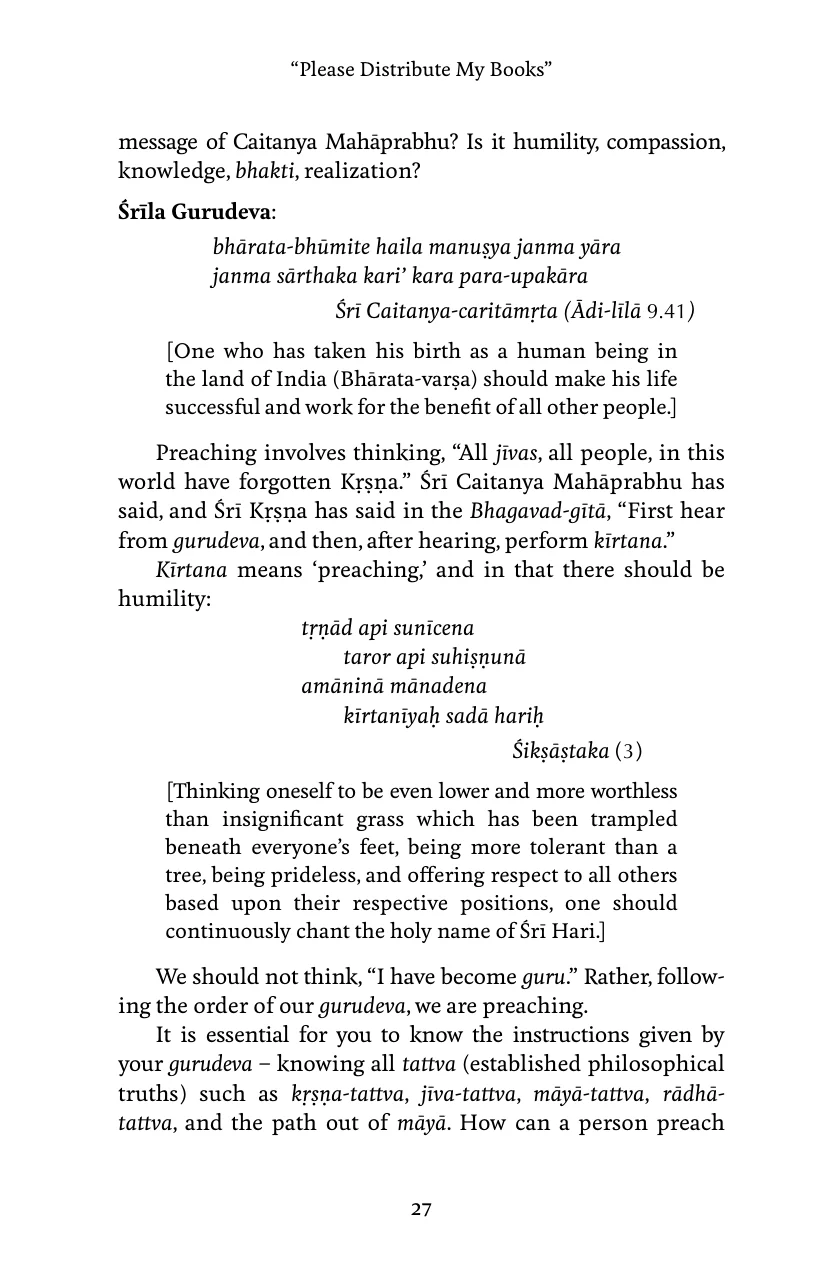 “Please Distribute My Books”
message of Caitanya Mahāprabhu? Is it humility, compassion,
knowledge, bhakti, realization?
Śrīla Gurudeva:
bhārata-bhūmite haila manuṣya janma yāra
janma sārthaka kari’ kara para-upakāra
Śrī Caitanya-caritāmṛta (Ādi-līlā 9.41)
[One who has taken his birth as a human being in
the land of India (Bhārata-varṣa) should make his life
successful and work for the benefit of all other people.]
Preaching involves thinking, “All jīvas, all people, in this
world have forgotten Kṛṣṇa.” Śrī Caitanya Mahāprabhu has
said, and Śrī Kṛṣṇa has said in the Bhagavad-gītā, “First hear
from gurudeva, and then, after hearing, perform kīrtana.”
Kīrtana means ‘preaching,’ and in that there should be
humility:
tṛṇād api sunīcena
taror api suhiṣṇunā
amāninā mānadena
kīrtanīyaḥ sadā hariḥ
Śikṣāṣtaka (3)
[Thinking oneself to be even lower and more worthless
than insignificant grass which has been trampled
beneath everyone’s feet, being more tolerant than a
tree, being prideless, and offering respect to all others
based upon their respective positions, one should
continuously chant the holy name of Śrī Hari.]
We should not think, “I have become guru.” Rather, follow-
ing the order of our gurudeva, we are preaching.
It is essential for you to know the instructions given by
your gurudeva – knowing all tattva (established philosophical
truths) such as kṛṣṇa-tattva, jīva-tattva, māyā-tattva, rādhā-
tattva, and the path out of māyā. How can a person preach
27